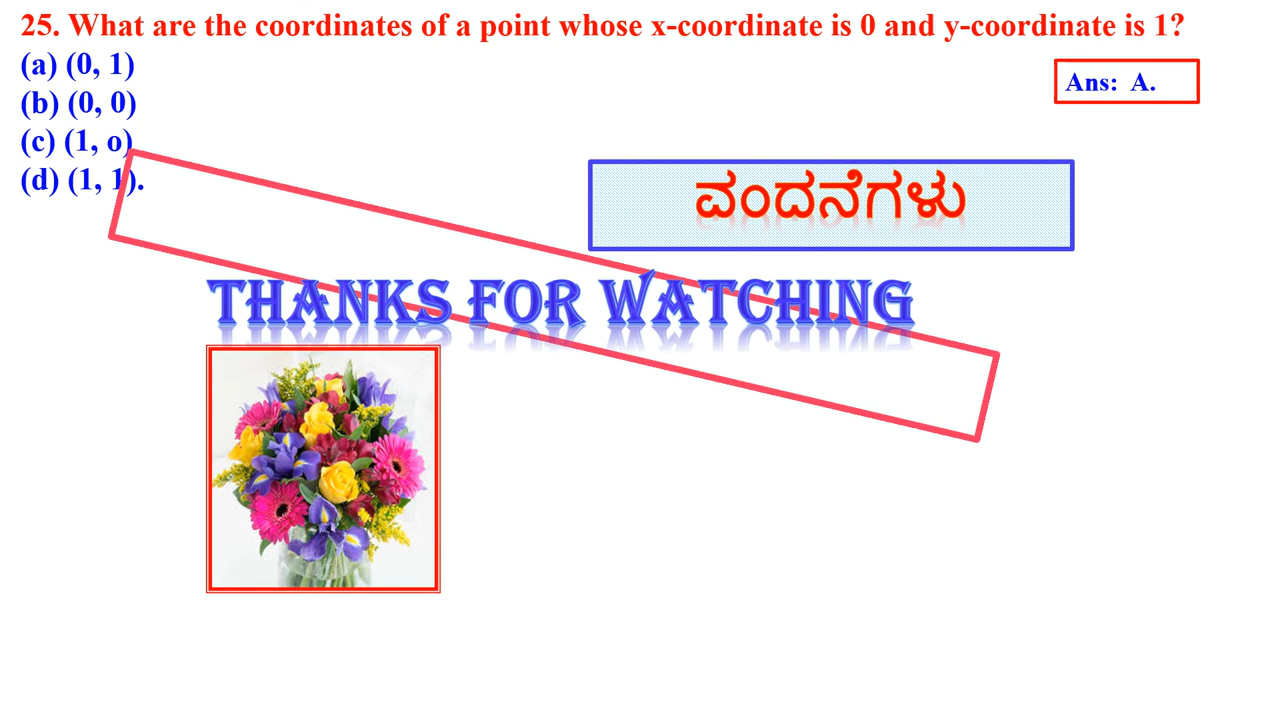 25. What are the coordinates of a point whose x-coordinate is 0 and y-coordinate is 1?
(a) (0, 1)
Ans:  A.
(b) (0, 0)
(c) (1, o)
(d) (1, 1).
ವಂದನೆಗಳು
THANKS FOR WATCHING